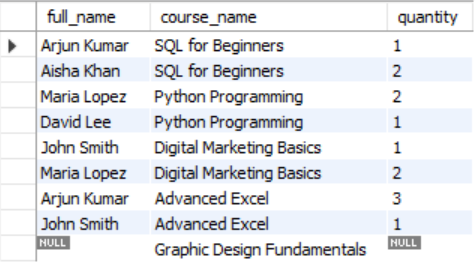 full_name course_name quantity
Arjun Kumar SQL for Beginners 1
Aisha Khan SQL for Beginners 2
Maria Lopez Python Programming 2
David Lee Python Programming 1
John Smith Digital Marketing Basics 1
Maria Lopez Digital Marketing Basics 2
Arjun Kumar Advanced Excel 3
John Smith Advanced Excel 1
NULL Graphic Design Fundamentals NULL